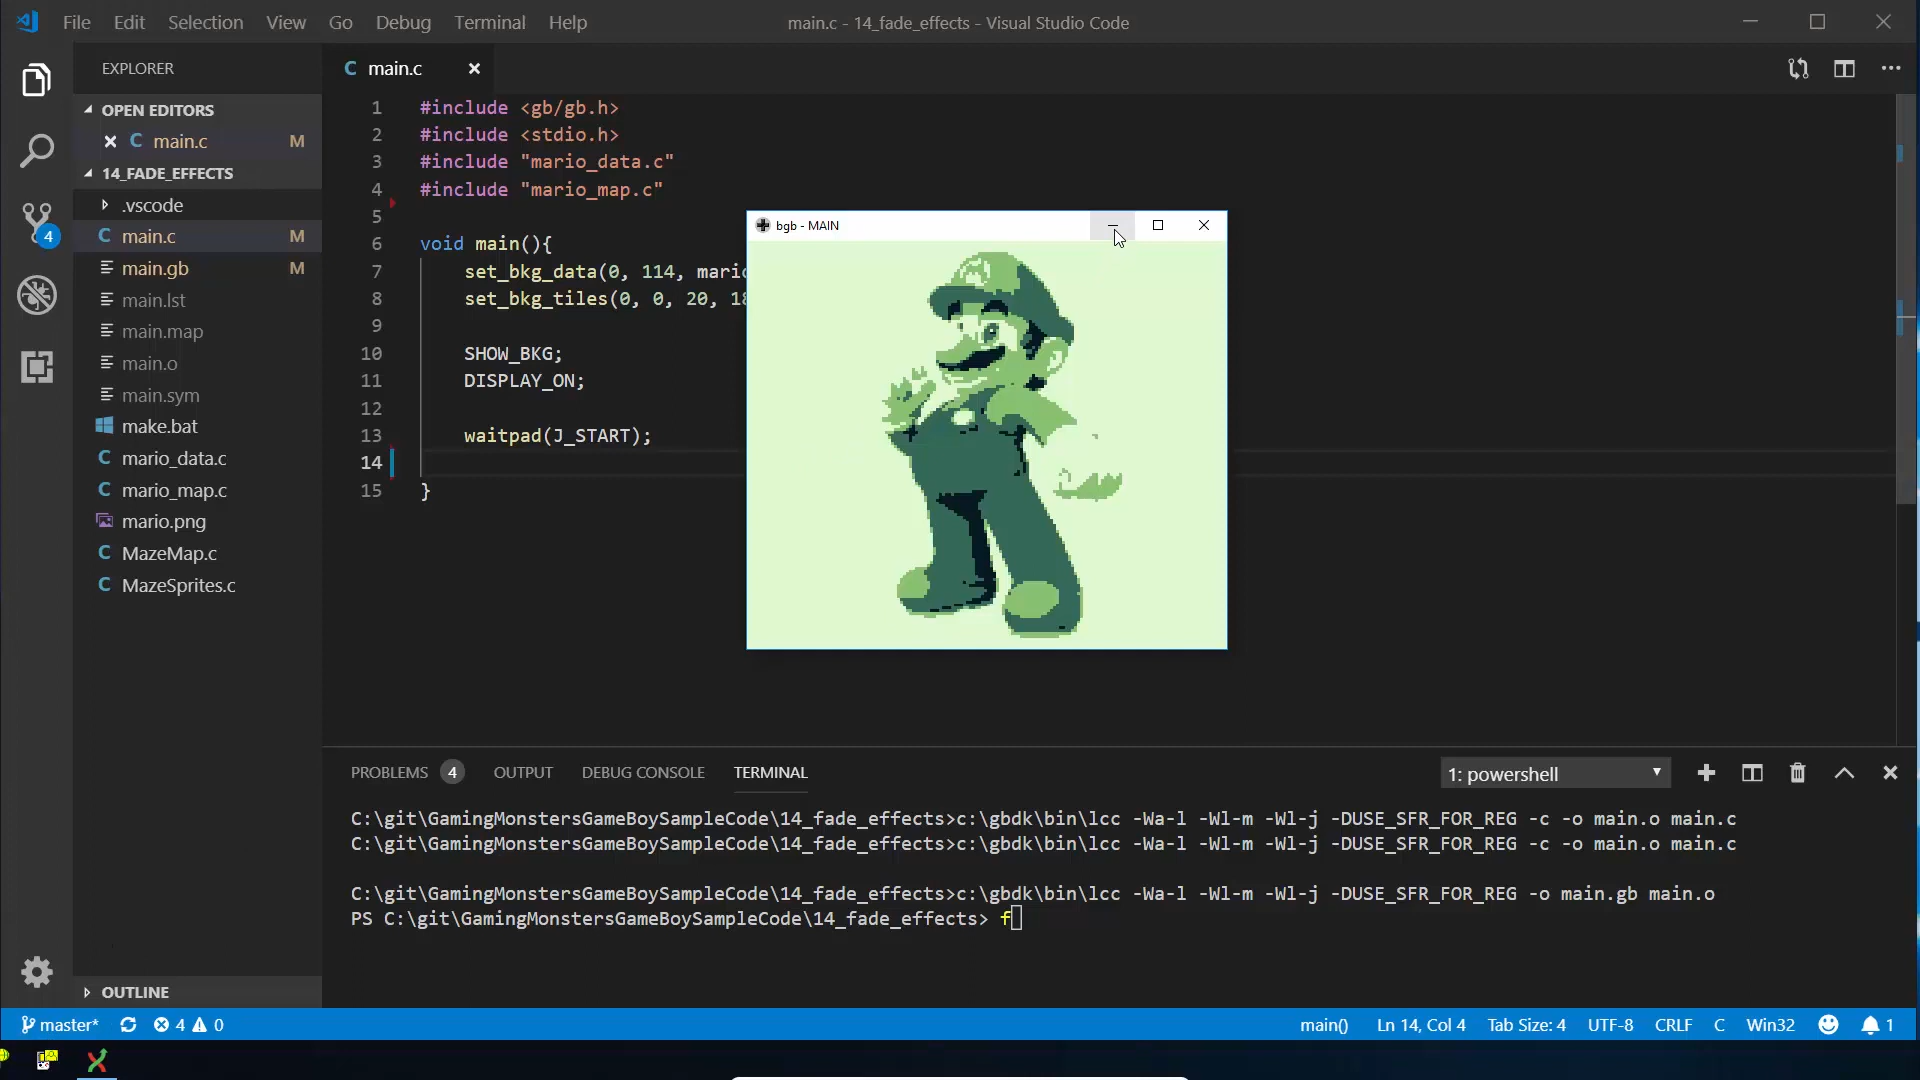 File Edit Selection View Go Debug Terminal Help
main.c - 14_fade_effects - Visual Studio Code
EXPLORER
OPEN EDITORS
C main.c M
14_FADE_EFFECTS
.vscode
C main.c M
main.gb M
main.lst
main.map
main.o
main.sym
make.bat
C mario_data.c
C mario_map.c
mario.png
C MazeMap.c
C MazeSprites.c
OUTLINE
4
C main.c
1 #include <gb/gb.h>
2 #include <stdio.h>
3 #include "mario_data.c"
4 #include "mario_map.c"
5
6 void main(){
7 set_bkg_data(0, 114, mario
8 set_bkg_tiles(0, 0, 20, 18
9
10 SHOW_BKG;
11 DISPLAY_ON;
12
13 waitpad(J_START);
14
15 }
bgb - MAIN
PROBLEMS 4 OUTPUT DEBUG CONSOLE TERMINAL
1: powershell
C:\git\GamingMonstersGameBoySampleCode\14_fade_effects>c:\gbdk\bin\lcc -Wa-l -Wl-m -Wl-j -DUSE_SFR_FOR_REG -c -o main.o main.c
C:\git\GamingMonstersGameBoySampleCode\14_fade_effects>c:\gbdk\bin\lcc -Wa-l -Wl-m -Wl-j -DUSE_SFR_FOR_REG -c -o main.o main.c
C:\git\GamingMonstersGameBoySampleCode\14_fade_effects>c:\gbdk\bin\lcc -Wa-l -Wl-m -Wl-j -DUSE_SFR_FOR_REG -o main.gb main.o
PS C:\git\GamingMonstersGameBoySampleCode\14_fade_effects> f
master* 4 0
main() Ln 14, Col 4 Tab Size: 4 UTF-8 CRLF C Win32 1